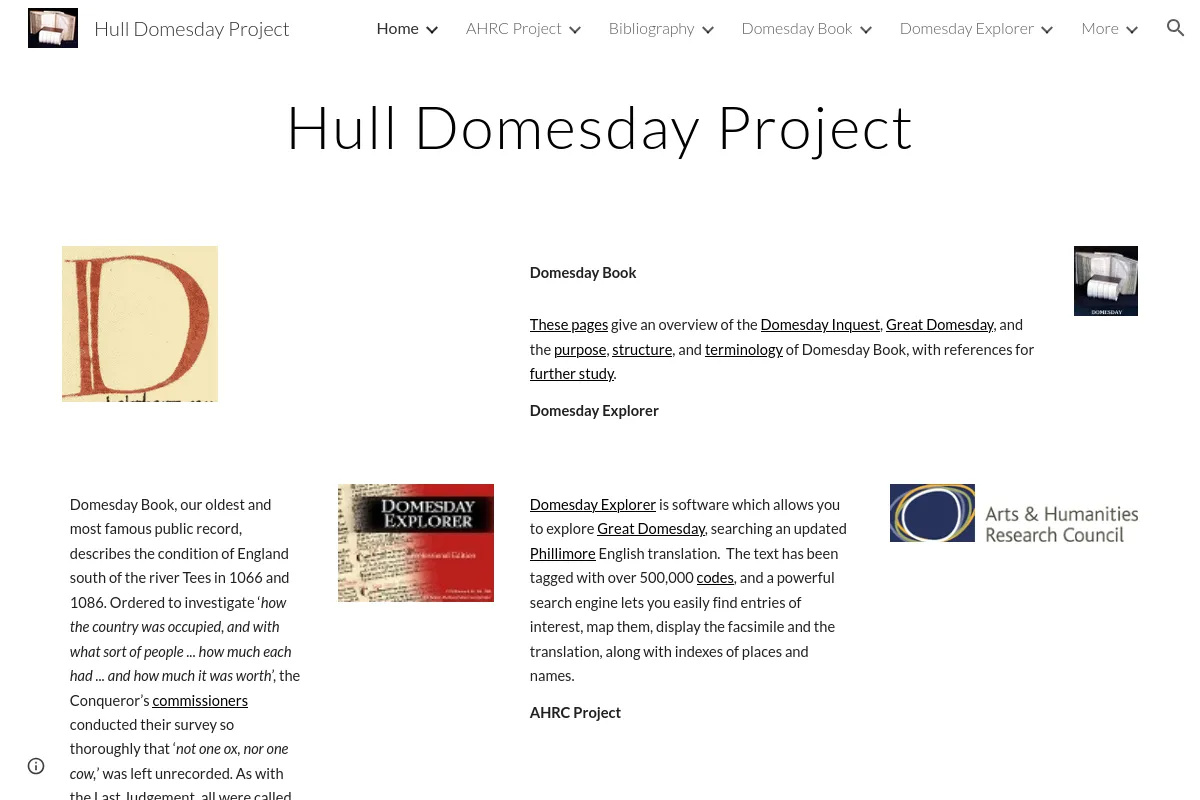 Hull Domesday Project
Home
AHRC Project
Bibliography
Domesday Book
Domesday Explorer
More
Hull Domesday Project
D
Domesday Book
DOMESDAY
These pages give an overview of the Domesday Inquest, Great Domesday, and
the purpose, structure, and terminology of Domesday Book, with references for
further study.
Domesday Explorer
Domesday Book, our oldest and
most famous public record,
describes the condition of England
south of the river Tees in 1066 and
1086. Ordered to investigate ‘how
the country was occupied, and with
what sort of people ... how much each
had ... and how much it was worth’, the
Conqueror’s commissioners
conducted their survey so
thoroughly that ‘not one ox, nor one
cow,’ was left unrecorded. As with
the Last Judgement, all were called
DOMESDAY
EXPLORER
Professional Edition
Domesday Explorer is software which allows you
to explore Great Domesday, searching an updated
Phillimore English translation. The text has been
tagged with over 500,000 codes, and a powerful
search engine lets you easily find entries of
interest, map them, display the facsimile and the
translation, along with indexes of places and
names.
AHRC Project
Arts & Humanities
Research Council